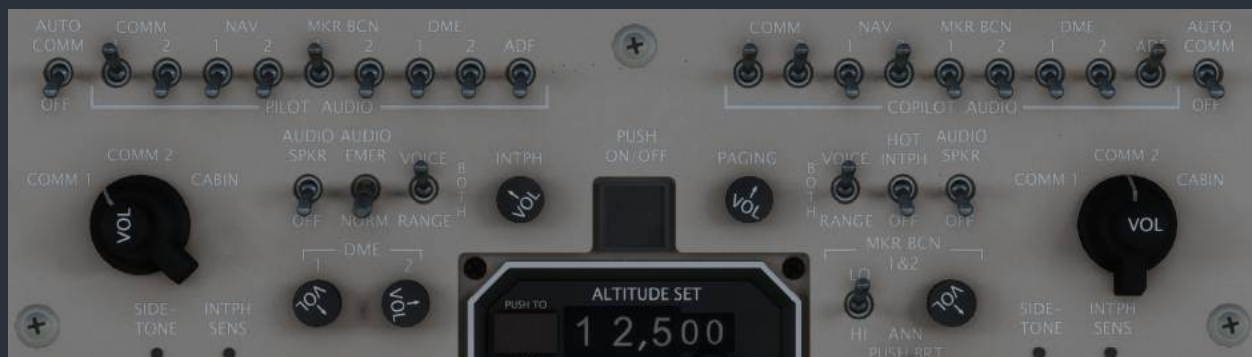 AUTO COMM
COMM
NAV
MKR BCN
DME
1 2 1 2 2 1 2 ADF
OFF
PILOT AUDIO
COMM
NAV
MKR BCN
DME
AUTO COMM
1 1 2 1 2
COPILOT AUDIO
OFF
COMM 1
COMM 2
CABIN
VOL
AUDIO SPKR
OFF
AUDIO EMER
NORM
VOICE
BOTH
RANGE
INTPH
VOL
PUSH ON/OFF
PAGING
VOL
VOICE
BOTH
RANGE
HOT INTPH
OFF
AUDIO SPKR
OFF
COMM 1
COMM 2
CABIN
VOL
DME
1 2
VOL
VOL
MKR BCN
1&2
LO
HI
VOL
ANN
PUSH BRT
SIDE-
TONE
INTPH
SENS
PUSH TO
ALTITUDE SET
12,500
SIDE-
TONE
INTPH
SENS